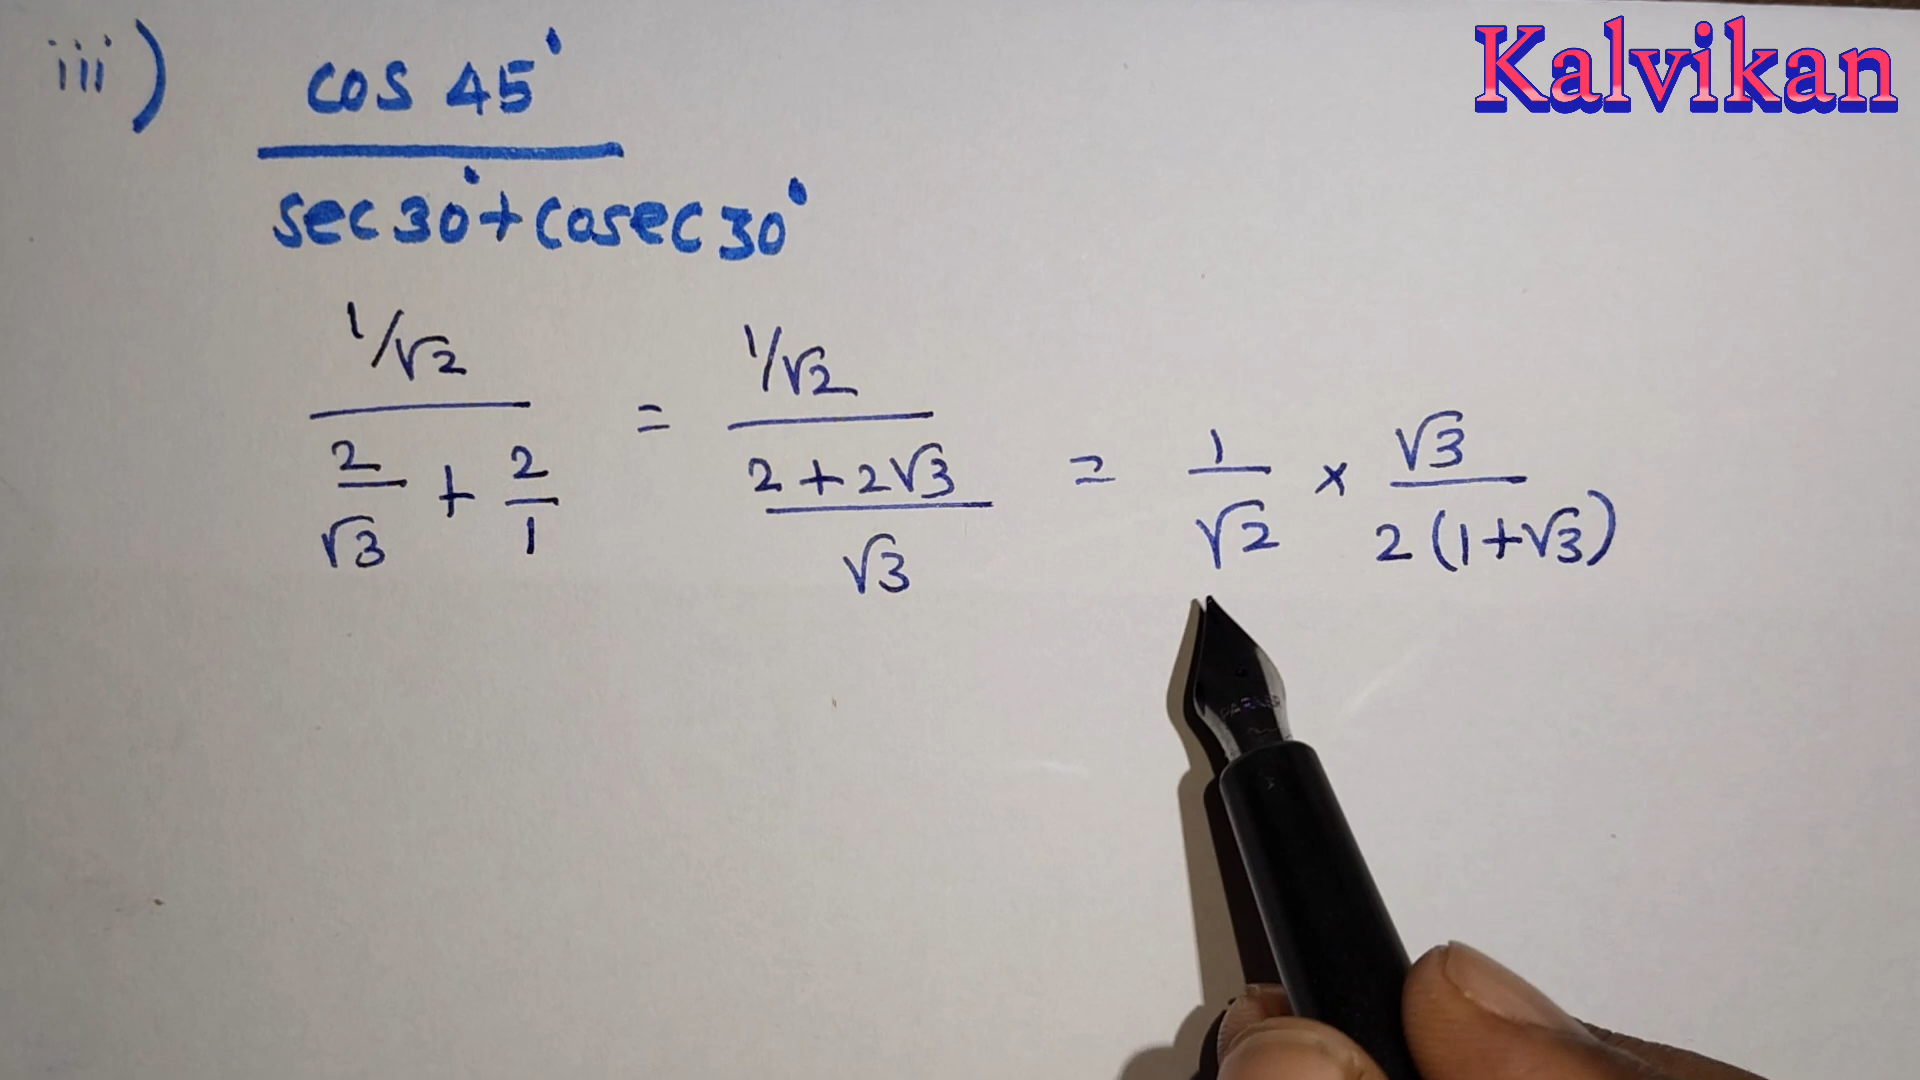 Kalvikan
iii) cos 45°
sec 30° + cosec 30°
1/√2
2/√3 + 2/1
= 1/√2
2 + 2√3
√3
= 1/√2 × √3/2(1+√3)
PARKER